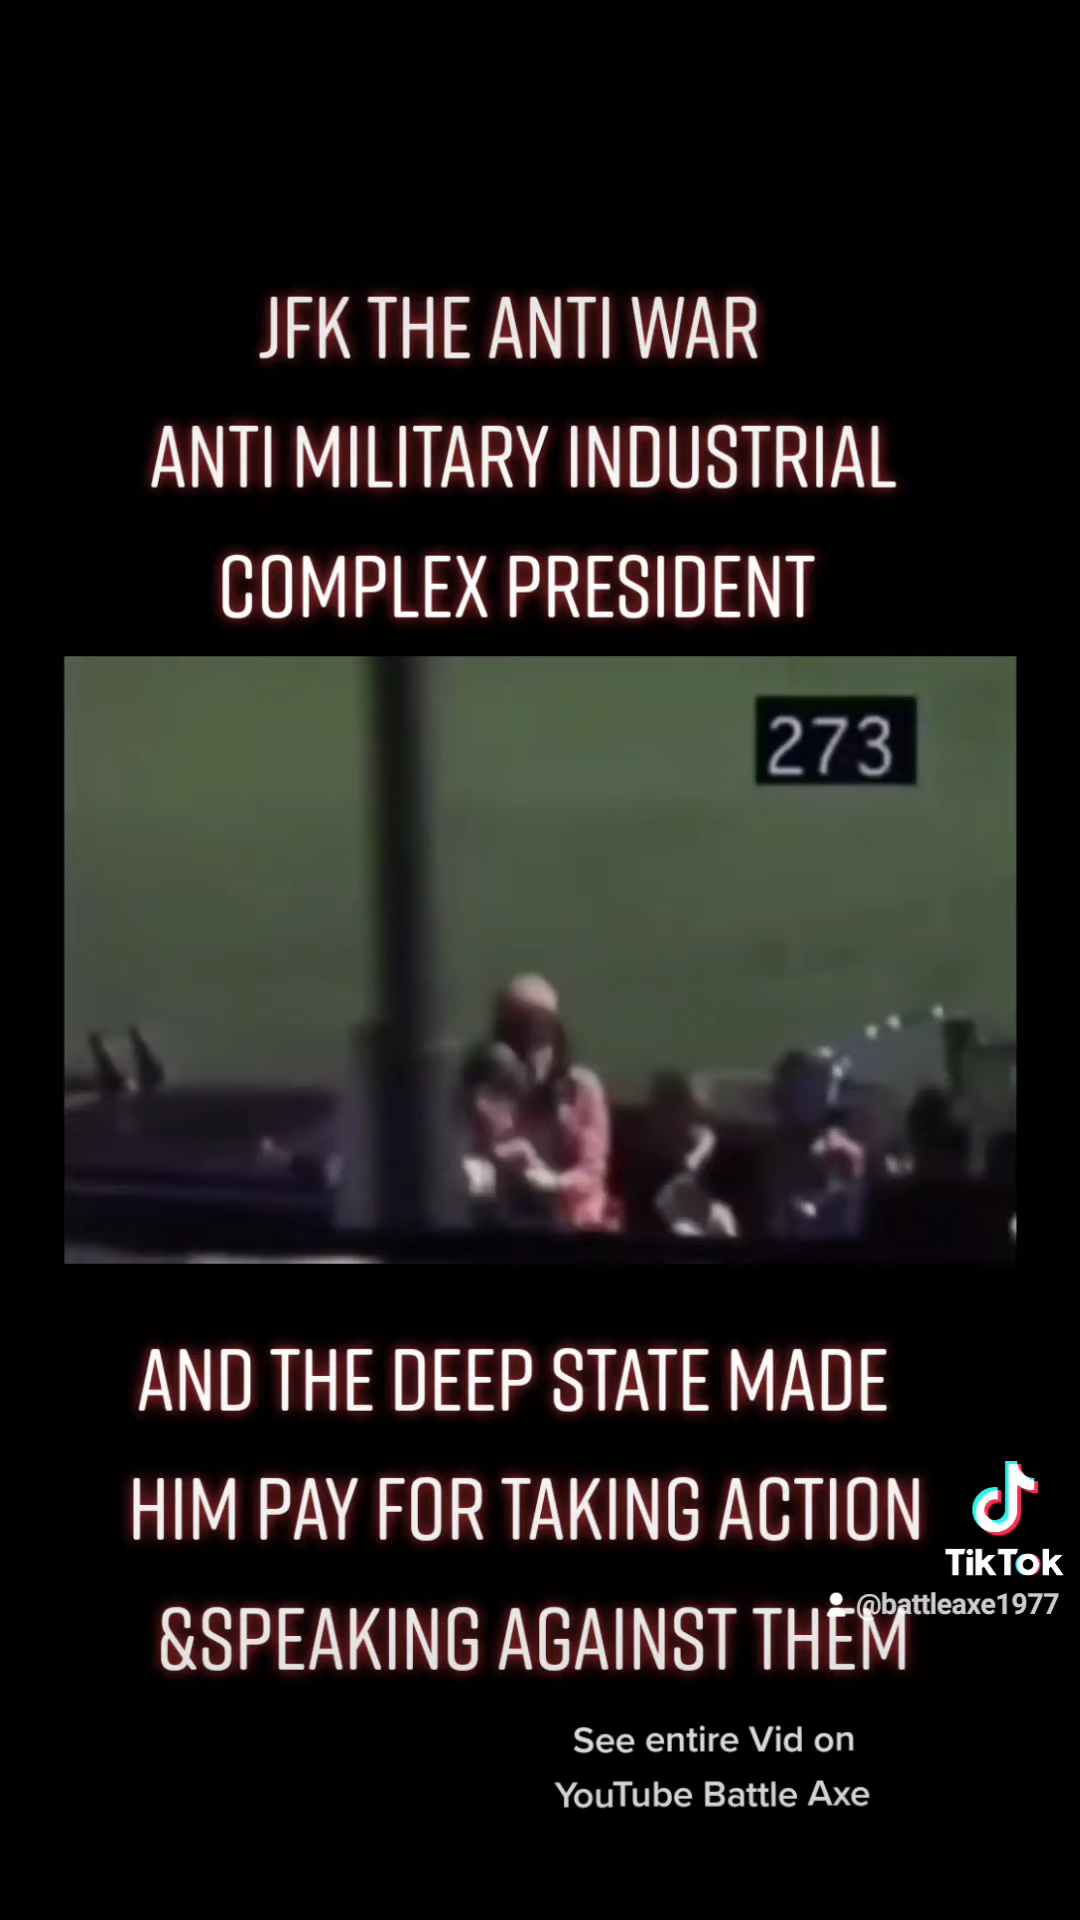 JFK THE ANTI WAR
ANTI MILITARY INDUSTRIAL
COMPLEX PRESIDENT
273
AND THE DEEP STATE MADE
HIM PAY FOR TAKING ACTION
TikTok
@battleaxe1977
&SPEAKING AGAINST THEM
See entire Vid on
YouTube Battle Axe